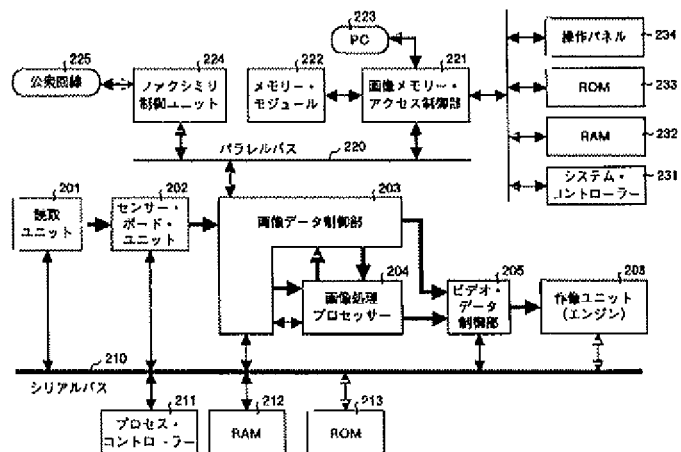 223
PC
225
公衆回線
224
ファクシミリ
制御ユニット
222
メモリー・
モジュール
221
画像メモリー・
アクセス制御部
操作パネル
234
ROM
233
RAM
232
システム・
コントローラー
231
パラレルバス
220
201
読取
ユニット
202
センサー・
ボード・
ユニット
203
画像データ制御部
204
画像処理
プロセッサー
205
ビデオ・
データ
制御部
206
作像ユニット
(エンジン)
210
シリアルバス
211
プロセス・
コントローラー
212
RAM
213
ROM